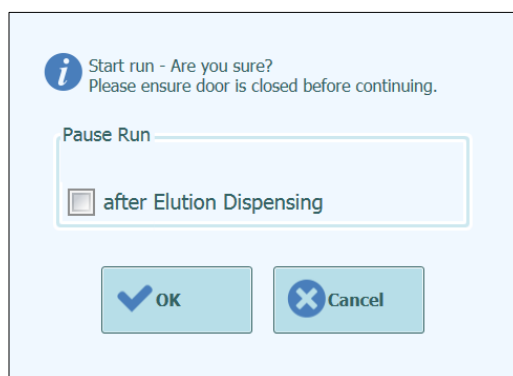 Start run - Are you sure?
Please ensure door is closed before continuing.
Pause Run
after Elution Dispensing
OK
Cancel